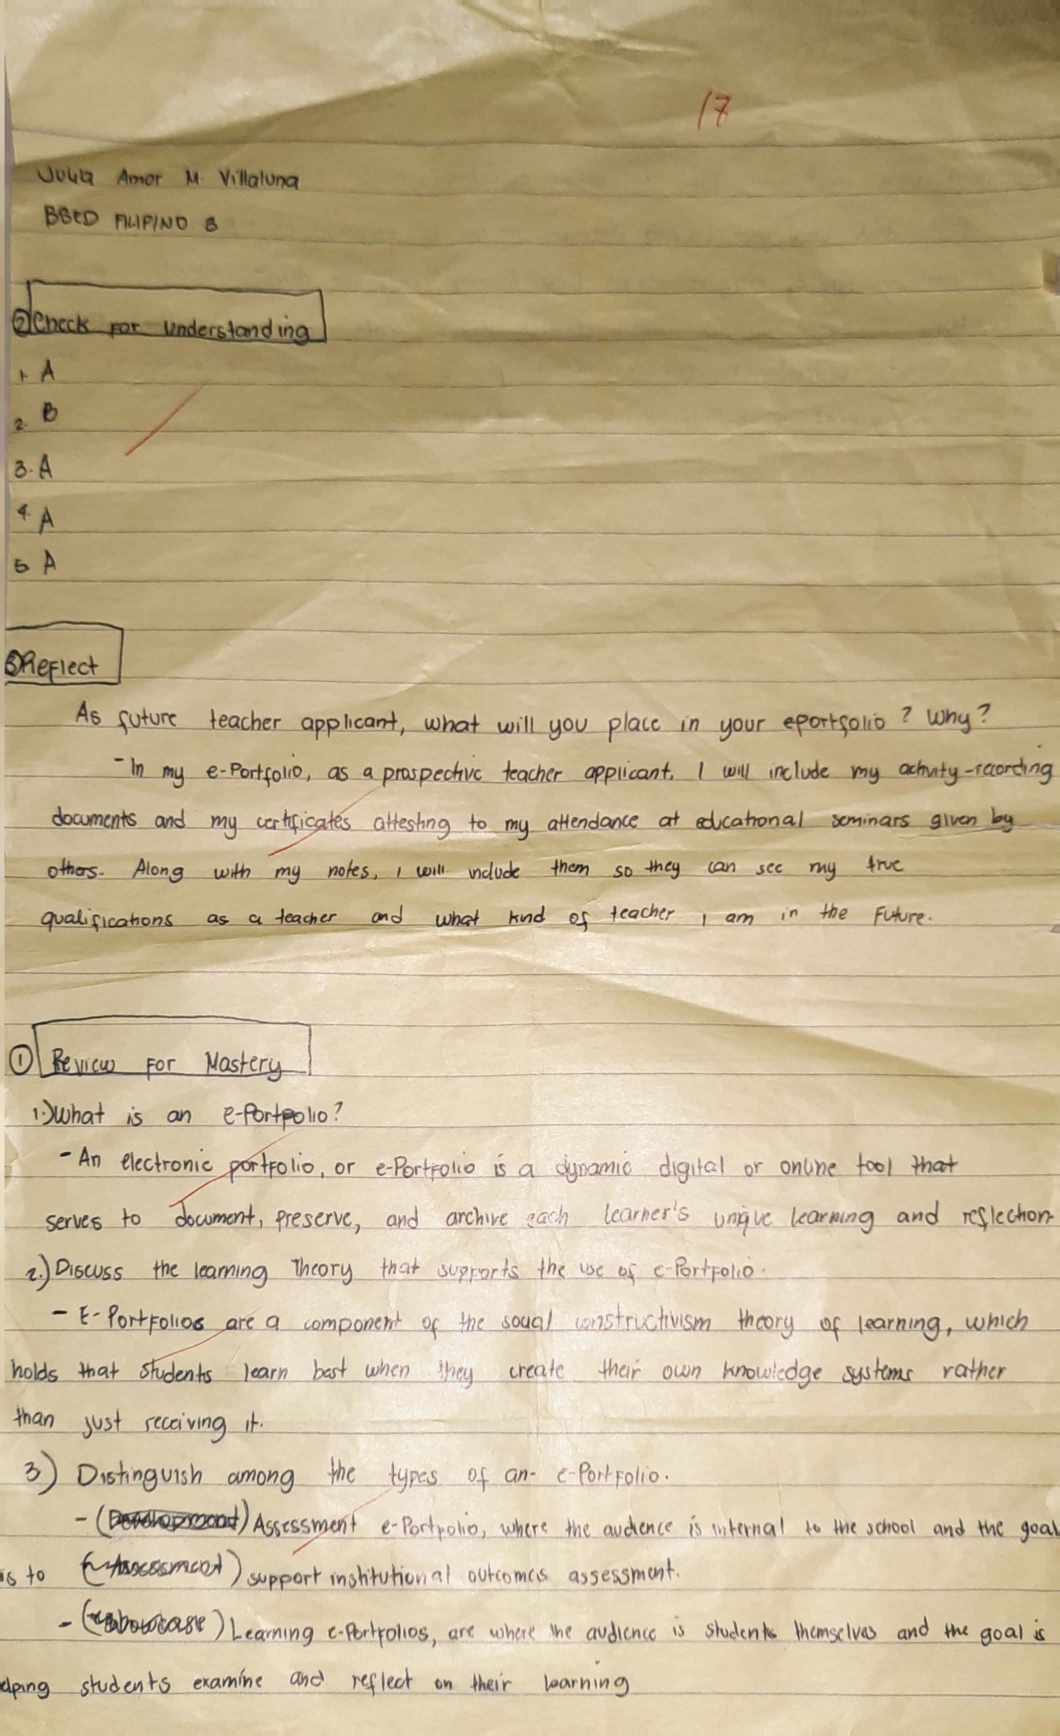 17
Julia Amor M. Villaluna
BSED FILIPINO 3
② Check for Understanding
1. A
2. B
3. A
4. A
5 A
③ Reflect
As future teacher applicant, what will you place in your eportfolio? Why?
- In my e-Portfolio, as a prospective teacher applicant. I will include my activity-recording
documents and my certificates attesting to my attendance at educational seminars given by
others. Along with my notes, I will include them so they can see my true
qualifications as a teacher and what kind of teacher I am in the future.
① Review for Mastery
1.) What is an e-Portfolio?
- An electronic portfolio, or e-Portfolio is a dynamic digital or online tool that
serves to document, preserve, and archive each learner's unique learning and reflection
2.) Discuss the learning Theory that supports the use of e-Portfolio.
- E-Portfolios are a component of the social constructivism theory of learning, which
holds that students learn best when they create their own knowledge systems rather
than just receiving it.
3) Distinguish among the types of an- e-Portfolio.
- (Development) Assessment e-Portfolio, where the audience is internal to the school and the goal
is to (Assessment) support institutional outcomes assessment.
- (showcase) Learning e-Portfolios, are where the audience is students themselves and the goal is
elping students examine and reflect on their learning